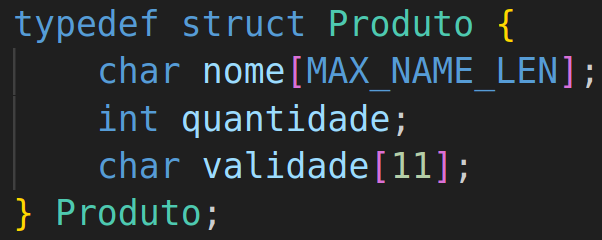 typedef struct Produto {
    char nome[MAX_NAME_LEN];
    int quantidade;
    char validade[11];
} Produto;